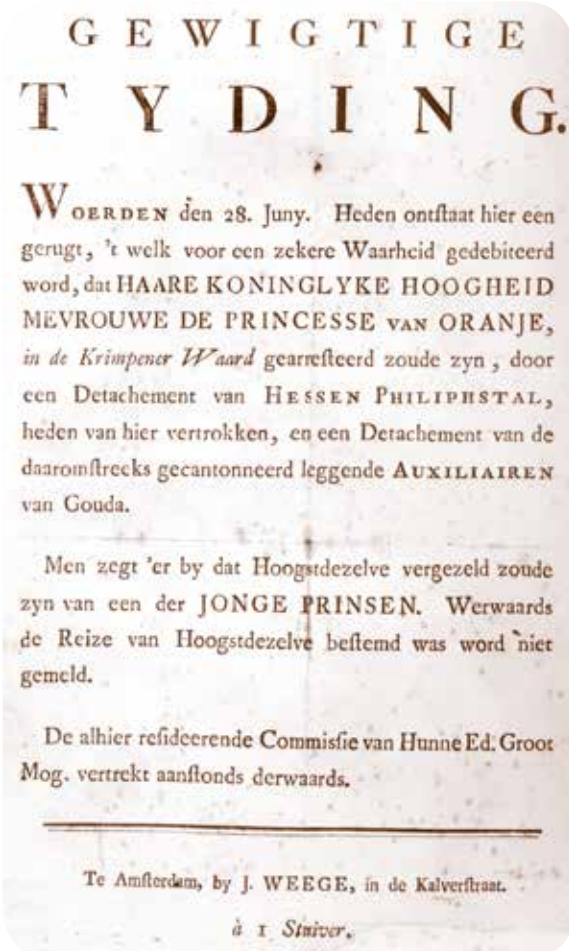 GEWIGTIGE
TYDING.
WOERDEN den 28. Juny. Heden ontſtaat hier een
gerugt, 't welk voor een zekere Waarheid gedebiteerd
word, dat HAARE KONINGLYKE HOOGHEID
MEVROUWE DE PRINCESSE VAN ORANJE,
in de Krimpener Waard gearreſteerd zoude zyn, door
een Detachement van HESSEN PHILIPHSTAL,
heden van hier vertrokken, en een Detachement van de
daaromſtreeks gecantonneerd leggende AUXILIAIREN
van Gouda.
Men zegt 'er by dat Hoogstdezelve vergezeld zoude
zyn van een der JONGE PRINSEN. Werwaards
de Reize van Hoogstdezelve beſtemd was word niet
gemeld.
De alhier reſideerende Commiſſie van Hunne Ed. Groot
Mog. vertrekt aanſtonds derwaards.
Te Amſterdam, by J. WEEGE, in de Kalverſtraat.
à 1 Stuiver.